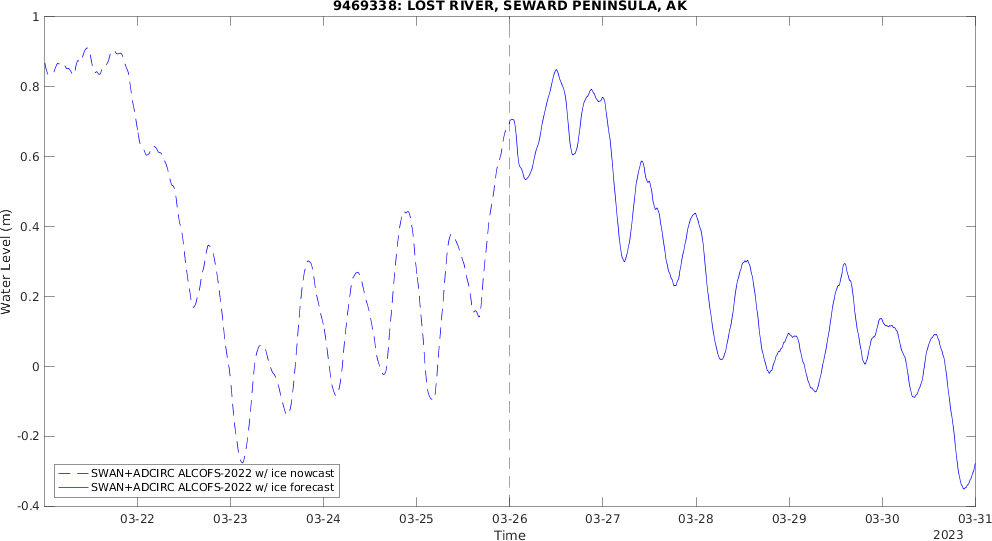 9469338: LOST RIVER, SEWARD PENINSULA, AK
1
0.8
0.6
0.4
0.2
0
-0.2
-0.4
Water Level (m)
SWAN+ADCIRC ALCOFS-2022 w/ ice nowcast
SWAN+ADCIRC ALCOFS-2022 w/ ice forecast
03-22 03-23 03-24 03-25 03-26 03-27 03-28 03-29 03-30 03-31
Time
2023